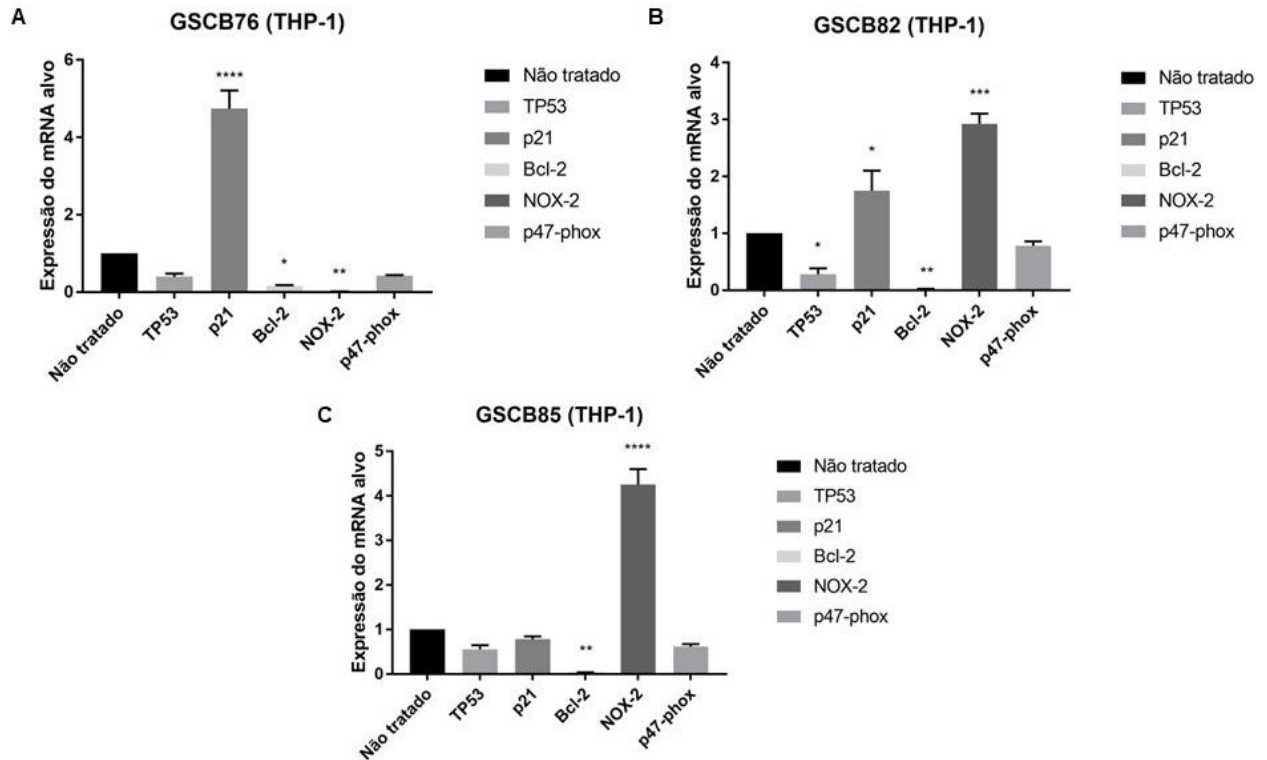 A
GSCB76 (THP-1)
Expressão do mRNA alvo
6
4
2
0
****
*
**
Não tratado
TP53
p21
Bcl-2
NOX-2
p47-phox
Não tratado
TP53
p21
Bcl-2
NOX-2
p47-phox
B
GSCB82 (THP-1)
Expressão do mRNA alvo
4
3
2
1
0
*
*
**
***
Não tratado
TP53
p21
Bcl-2
NOX-2
p47-phox
Não tratado
TP53
p21
Bcl-2
NOX-2
p47-phox
C
GSCB85 (THP-1)
Expressão do mRNA alvo
5
4
3
2
1
0
**
****
Não tratado
TP53
p21
Bcl-2
NOX-2
p47-phox
Não tratado
TP53
p21
Bcl-2
NOX-2
p47-phox